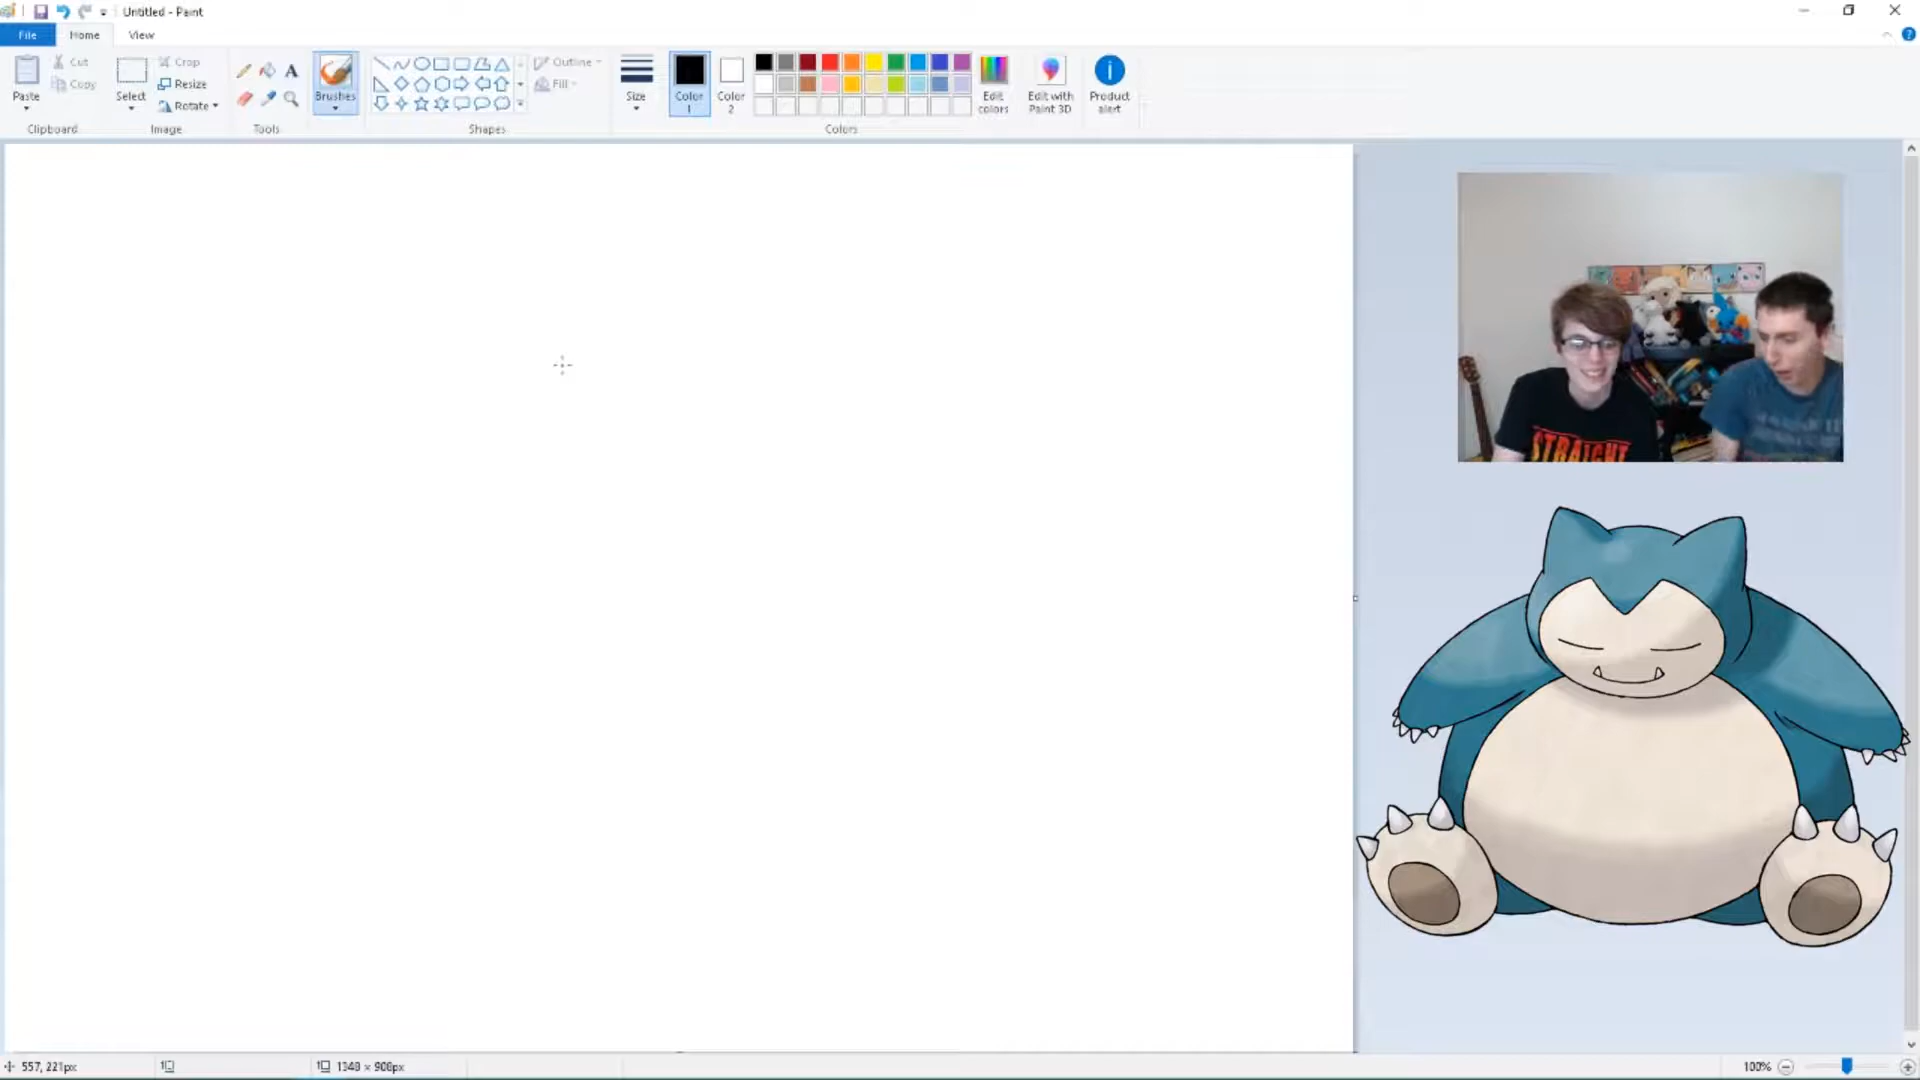 Untitled - Paint
File Home View
Paste
Cut
Copy
Clipboard
Select
Crop
Resize
Rotate
Image
Tools
Brushes
Shapes
Outline
Fill
Size
Color 1
Color 2
Colors
Edit colors
Edit with Paint 3D
Product alert
STRAIGHT
557, 221px
1348 × 908px
100%